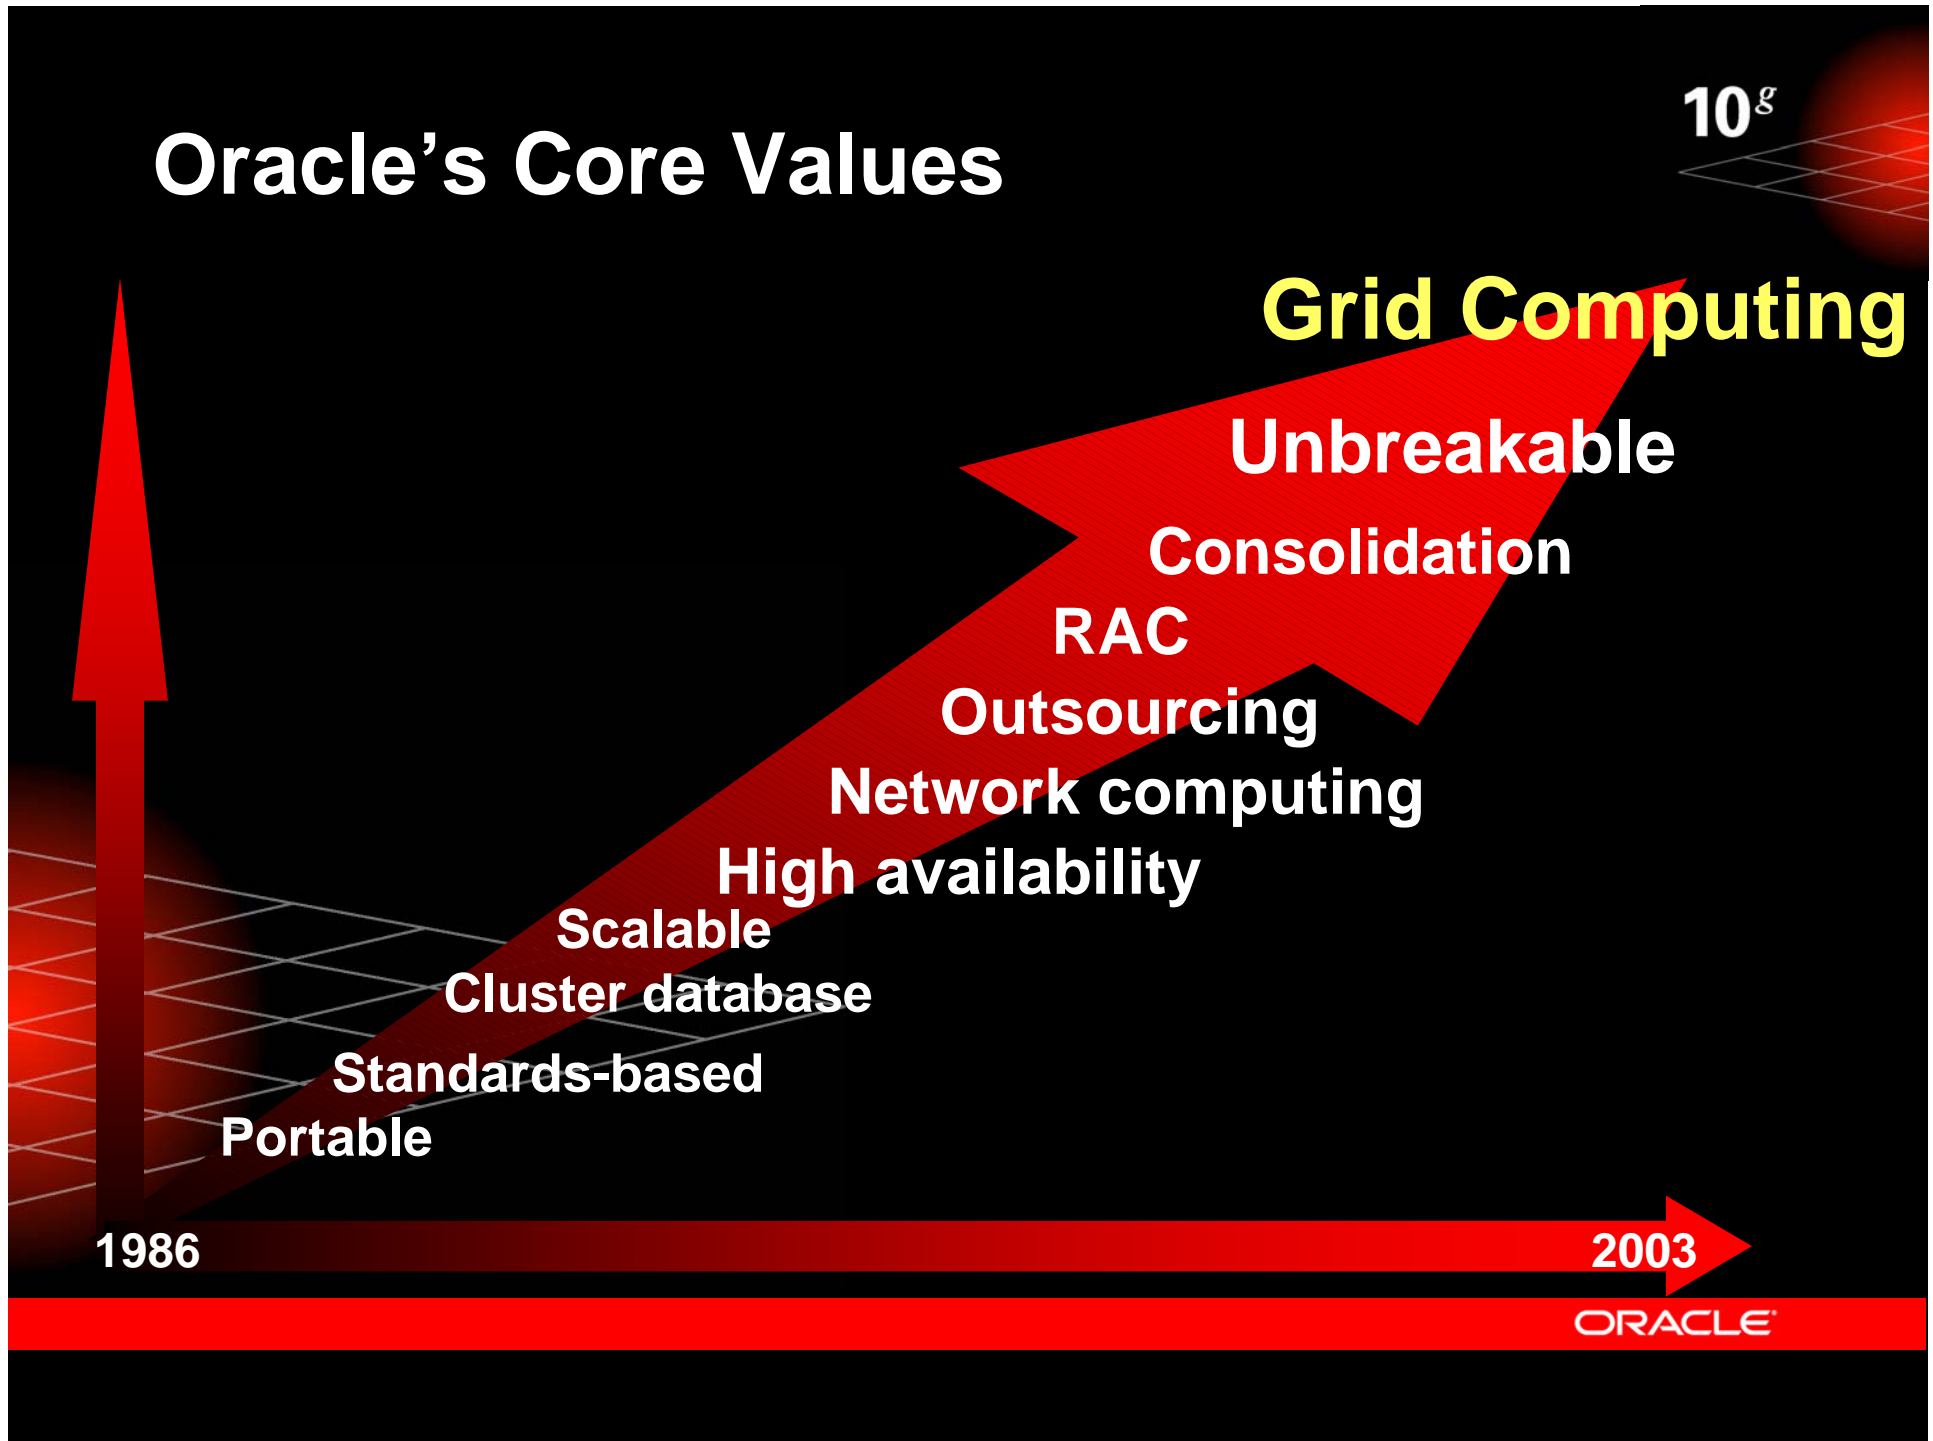 10g
Oracle’s Core Values
Grid Computing
Unbreakable
Consolidation
RAC
Outsourcing
Network computing
High availability
Scalable
Cluster database
Standards-based
Portable
1986
2003
ORACLE